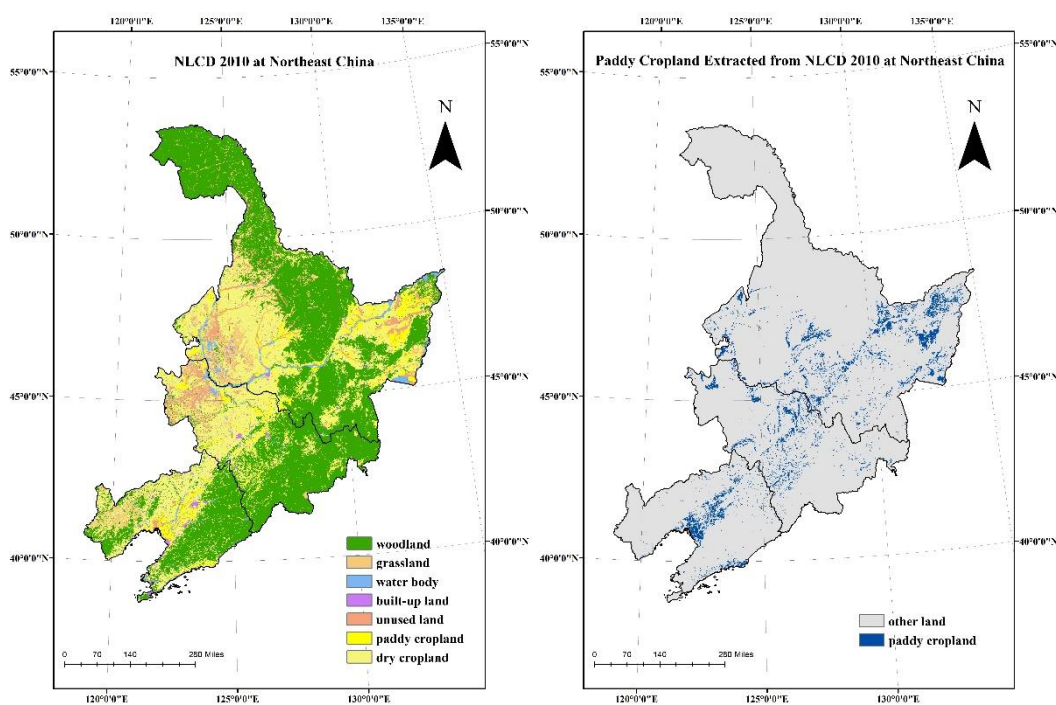 120°0'0"E 125°0'0"E 130°0'0"E 135°0'0"E
NLCD 2010 at Northeast China
N
55°0'0"N
50°0'0"N
45°0'0"N
40°0'0"N
55°0'0"N
50°0'0"N
45°0'0"N
40°0'0"N
woodland
grassland
water body
built-up land
unused land
paddy cropland
dry cropland
0 70 140 280 Miles
120°0'0"E 125°0'0"E 130°0'0"E
120°0'0"E 125°0'0"E 130°0'0"E 135°0'0"E
Paddy Cropland Extracted from NLCD 2010 at Northeast China
N
55°0'0"N
50°0'0"N
45°0'0"N
40°0'0"N
55°0'0"N
50°0'0"N
45°0'0"N
40°0'0"N
other land
paddy cropland
0 70 140 280 Miles
120°0'0"E 125°0'0"E 130°0'0"E